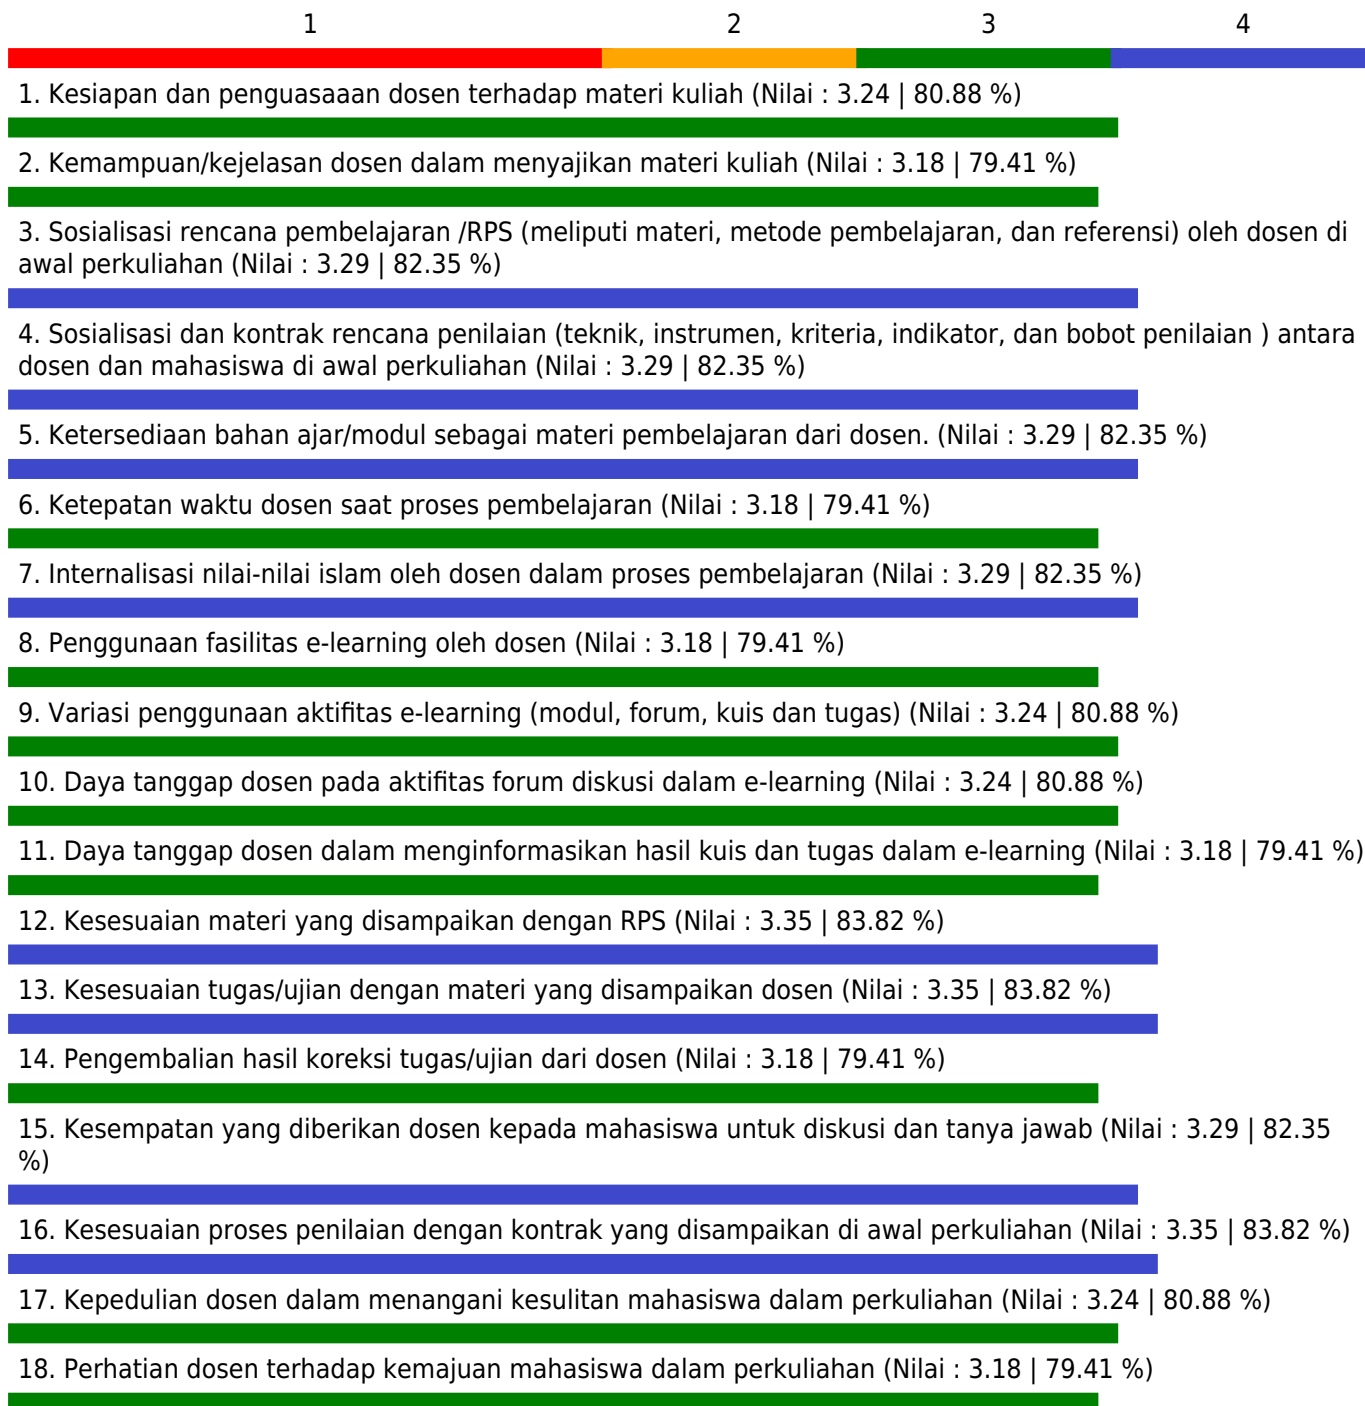 1 2 3 4
1. Kesiapan dan penguasaaan dosen terhadap materi kuliah (Nilai : 3.24 | 80.88 %)
2. Kemampuan/kejelasan dosen dalam menyajikan materi kuliah (Nilai : 3.18 | 79.41 %)
3. Sosialisasi rencana pembelajaran /RPS (meliputi materi, metode pembelajaran, dan referensi) oleh dosen di
awal perkuliahan (Nilai : 3.29 | 82.35 %)
4. Sosialisasi dan kontrak rencana penilaian (teknik, instrumen, kriteria, indikator, dan bobot penilaian ) antara
dosen dan mahasiswa di awal perkuliahan (Nilai : 3.29 | 82.35 %)
5. Ketersediaan bahan ajar/modul sebagai materi pembelajaran dari dosen. (Nilai : 3.29 | 82.35 %)
6. Ketepatan waktu dosen saat proses pembelajaran (Nilai : 3.18 | 79.41 %)
7. Internalisasi nilai-nilai islam oleh dosen dalam proses pembelajaran (Nilai : 3.29 | 82.35 %)
8. Penggunaan fasilitas e-learning oleh dosen (Nilai : 3.18 | 79.41 %)
9. Variasi penggunaan aktifitas e-learning (modul, forum, kuis dan tugas) (Nilai : 3.24 | 80.88 %)
10. Daya tanggap dosen pada aktifitas forum diskusi dalam e-learning (Nilai : 3.24 | 80.88 %)
11. Daya tanggap dosen dalam menginformasikan hasil kuis dan tugas dalam e-learning (Nilai : 3.18 | 79.41 %)
12. Kesesuaian materi yang disampaikan dengan RPS (Nilai : 3.35 | 83.82 %)
13. Kesesuaian tugas/ujian dengan materi yang disampaikan dosen (Nilai : 3.35 | 83.82 %)
14. Pengembalian hasil koreksi tugas/ujian dari dosen (Nilai : 3.18 | 79.41 %)
15. Kesempatan yang diberikan dosen kepada mahasiswa untuk diskusi dan tanya jawab (Nilai : 3.29 | 82.35
%)
16. Kesesuaian proses penilaian dengan kontrak yang disampaikan di awal perkuliahan (Nilai : 3.35 | 83.82 %)
17. Kepedulian dosen dalam menangani kesulitan mahasiswa dalam perkuliahan (Nilai : 3.24 | 80.88 %)
18. Perhatian dosen terhadap kemajuan mahasiswa dalam perkuliahan (Nilai : 3.18 | 79.41 %)